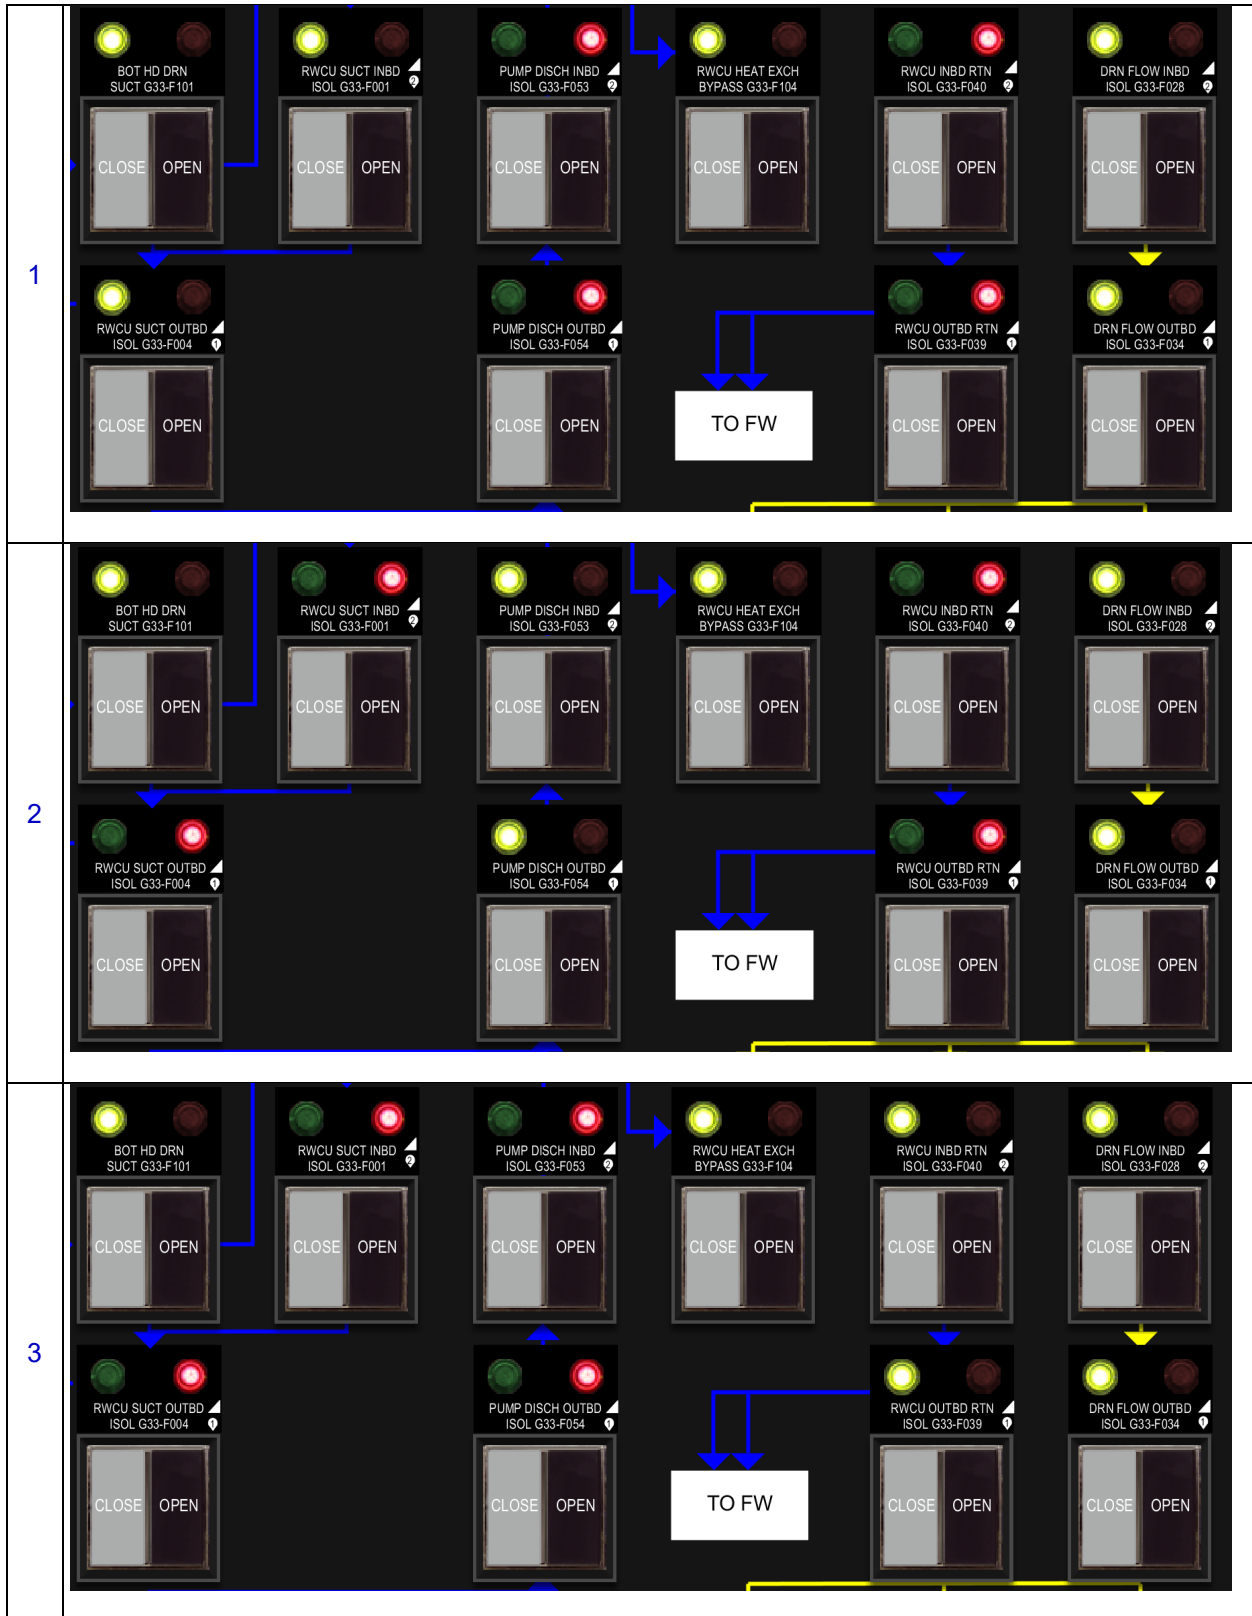 1
BOT HD DRN
SUCT G33-F101
RWCU SUCT INBD
ISOL G33-F001 2
PUMP DISCH INBD
ISOL G33-F053 2
RWCU HEAT EXCH
BYPASS G33-F104
RWCU INBD RTN
ISOL G33-F040 2
DRN FLOW INBD
ISOL G33-F028 2
CLOSE OPEN
CLOSE OPEN
CLOSE OPEN
CLOSE OPEN
CLOSE OPEN
CLOSE OPEN
RWCU SUCT OUTBD
ISOL G33-F004 1
PUMP DISCH OUTBD
ISOL G33-F054 1
RWCU OUTBD RTN
ISOL G33-F039 1
DRN FLOW OUTBD
ISOL G33-F034 1
CLOSE OPEN
CLOSE OPEN
TO FW
CLOSE OPEN
CLOSE OPEN
2
BOT HD DRN
SUCT G33-F101
RWCU SUCT INBD
ISOL G33-F001 2
PUMP DISCH INBD
ISOL G33-F053 2
RWCU HEAT EXCH
BYPASS G33-F104
RWCU INBD RTN
ISOL G33-F040 2
DRN FLOW INBD
ISOL G33-F028 2
CLOSE OPEN
CLOSE OPEN
CLOSE OPEN
CLOSE OPEN
CLOSE OPEN
CLOSE OPEN
RWCU SUCT OUTBD
ISOL G33-F004 1
PUMP DISCH OUTBD
ISOL G33-F054 1
RWCU OUTBD RTN
ISOL G33-F039 1
DRN FLOW OUTBD
ISOL G33-F034 1
CLOSE OPEN
CLOSE OPEN
TO FW
CLOSE OPEN
CLOSE OPEN
3
BOT HD DRN
SUCT G33-F101
RWCU SUCT INBD
ISOL G33-F001 2
PUMP DISCH INBD
ISOL G33-F053 2
RWCU HEAT EXCH
BYPASS G33-F104
RWCU INBD RTN
ISOL G33-F040 2
DRN FLOW INBD
ISOL G33-F028 2
CLOSE OPEN
CLOSE OPEN
CLOSE OPEN
CLOSE OPEN
CLOSE OPEN
CLOSE OPEN
RWCU SUCT OUTBD
ISOL G33-F004 1
PUMP DISCH OUTBD
ISOL G33-F054 1
RWCU OUTBD RTN
ISOL G33-F039 1
DRN FLOW OUTBD
ISOL G33-F034 1
CLOSE OPEN
CLOSE OPEN
TO FW
CLOSE OPEN
CLOSE OPEN